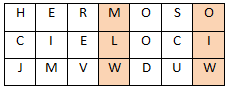 H E R M O S O
C I E L O C I
J M V W D U W